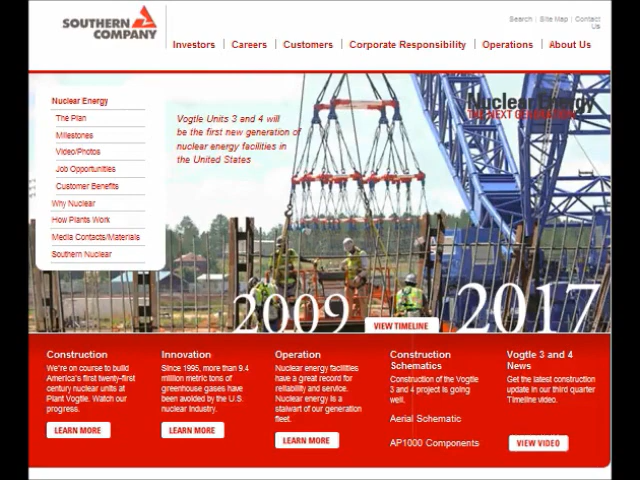 SOUTHERN
COMPANY
Search | Site Map | Contact
Us
Investors | Careers | Customers | Corporate Responsibility | Operations | About Us
Nuclear Energy
The Plan
Milestones
Video/Photos
Job Opportunities
Customer Benefits
Why Nuclear
How Plants Work
Media Contacts/Materials
Southern Nuclear
Vogtle Units 3 and 4 will
be the first new generation of
nuclear energy facilities in
the United States
Nuclear Energy
THE NEXT GENERATION
2009
VIEW TIMELINE
2017
Construction
We're on course to build
America's first twenty-first
century nuclear units at
Plant Vogtle. Watch our
progress.
LEARN MORE
Innovation
Since 1995, more than 9.4
million metric tons of
greenhouse gases have
been avoided by the U.S.
nuclear industry.
LEARN MORE
Operation
Nuclear energy facilities
have a great record for
reliability and service.
Nuclear energy is a
stalwart of our generation
fleet.
LEARN MORE
Construction
Schematics
Construction of the Vogtle
3 and 4 project is going
well.
Aerial Schematic
AP1000 Components
Vogtle 3 and 4
News
Get the latest construction
update in our third quarter
Timeline video.
VIEW VIDEO